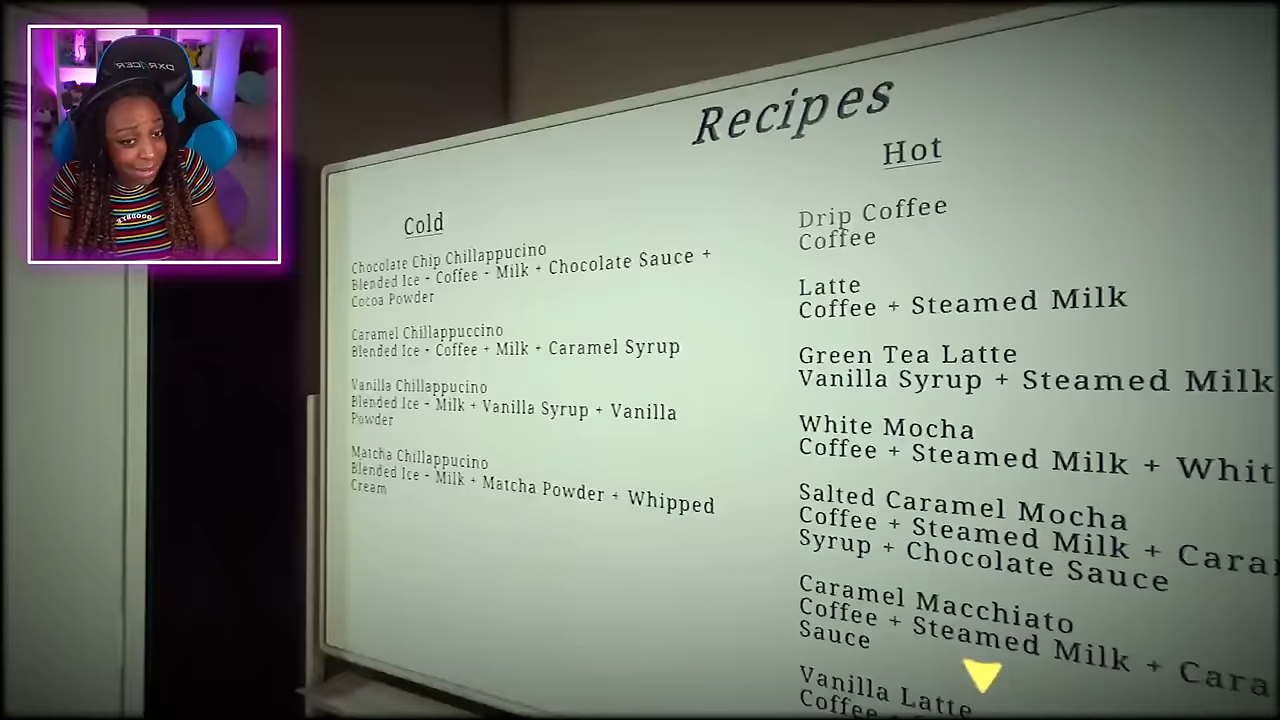 Recipes
Cold
Chocolate Chip Chillappucino
Blended Ice - Coffee - Milk + Chocolate Sauce +
Cocoa Powder
Caramel Chillappuccino
Blended Ice - Coffee + Milk + Caramel Syrup
Vanilla Chillappucino
Blended Ice - Milk + Vanilla Syrup + Vanilla
Powder
Matcha Chillappucino
Blended Ice - Milk + Matcha Powder + Whipped
Cream
Hot
Drip Coffee
Coffee
Latte
Coffee + Steamed Milk
Green Tea Latte
Vanilla Syrup + Steamed Milk
White Mocha
Coffee + Steamed Milk + Whit
Salted Caramel Mocha
Coffee + Steamed Milk + Cara
Syrup + Chocolate Sauce
Caramel Macchiato
Coffee + Steamed Milk + Cara
Sauce
Vanilla Latte
Coffee